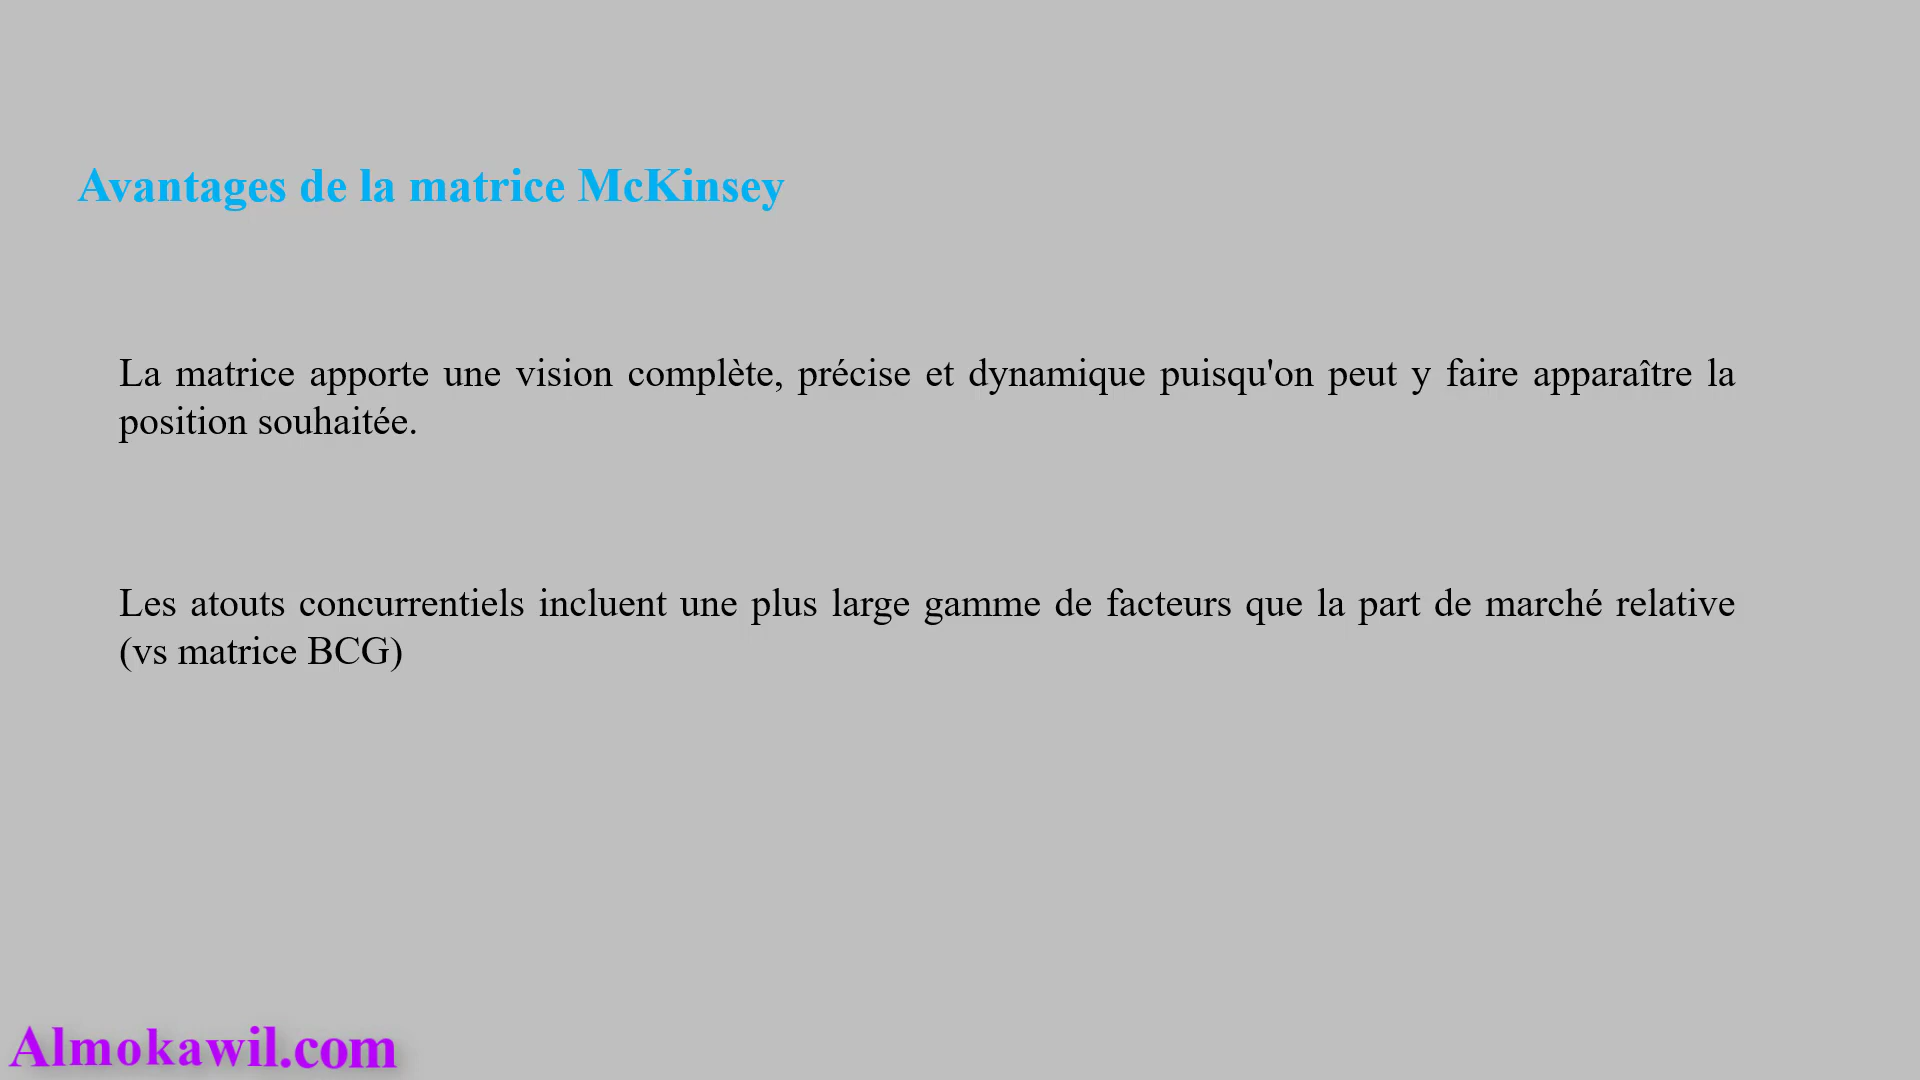 Avantages de la matrice McKinsey
La matrice apporte une vision complète, précise et dynamique puisqu'on peut y faire apparaître la
position souhaitée.
Les atouts concurrentiels incluent une plus large gamme de facteurs que la part de marché relative
(vs matrice BCG)
Almokawil.com